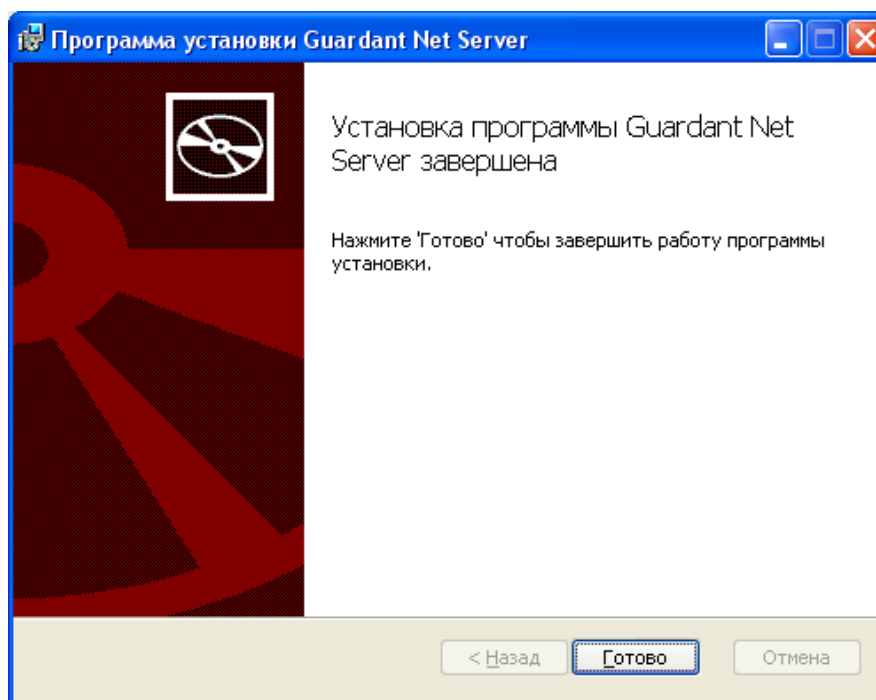 Программа установки Guardant Net Server
Установка программы Guardant Net
Server завершена
Нажмите 'Готово' чтобы завершить работу программы
установки.
< Назад
Готово
Отмена